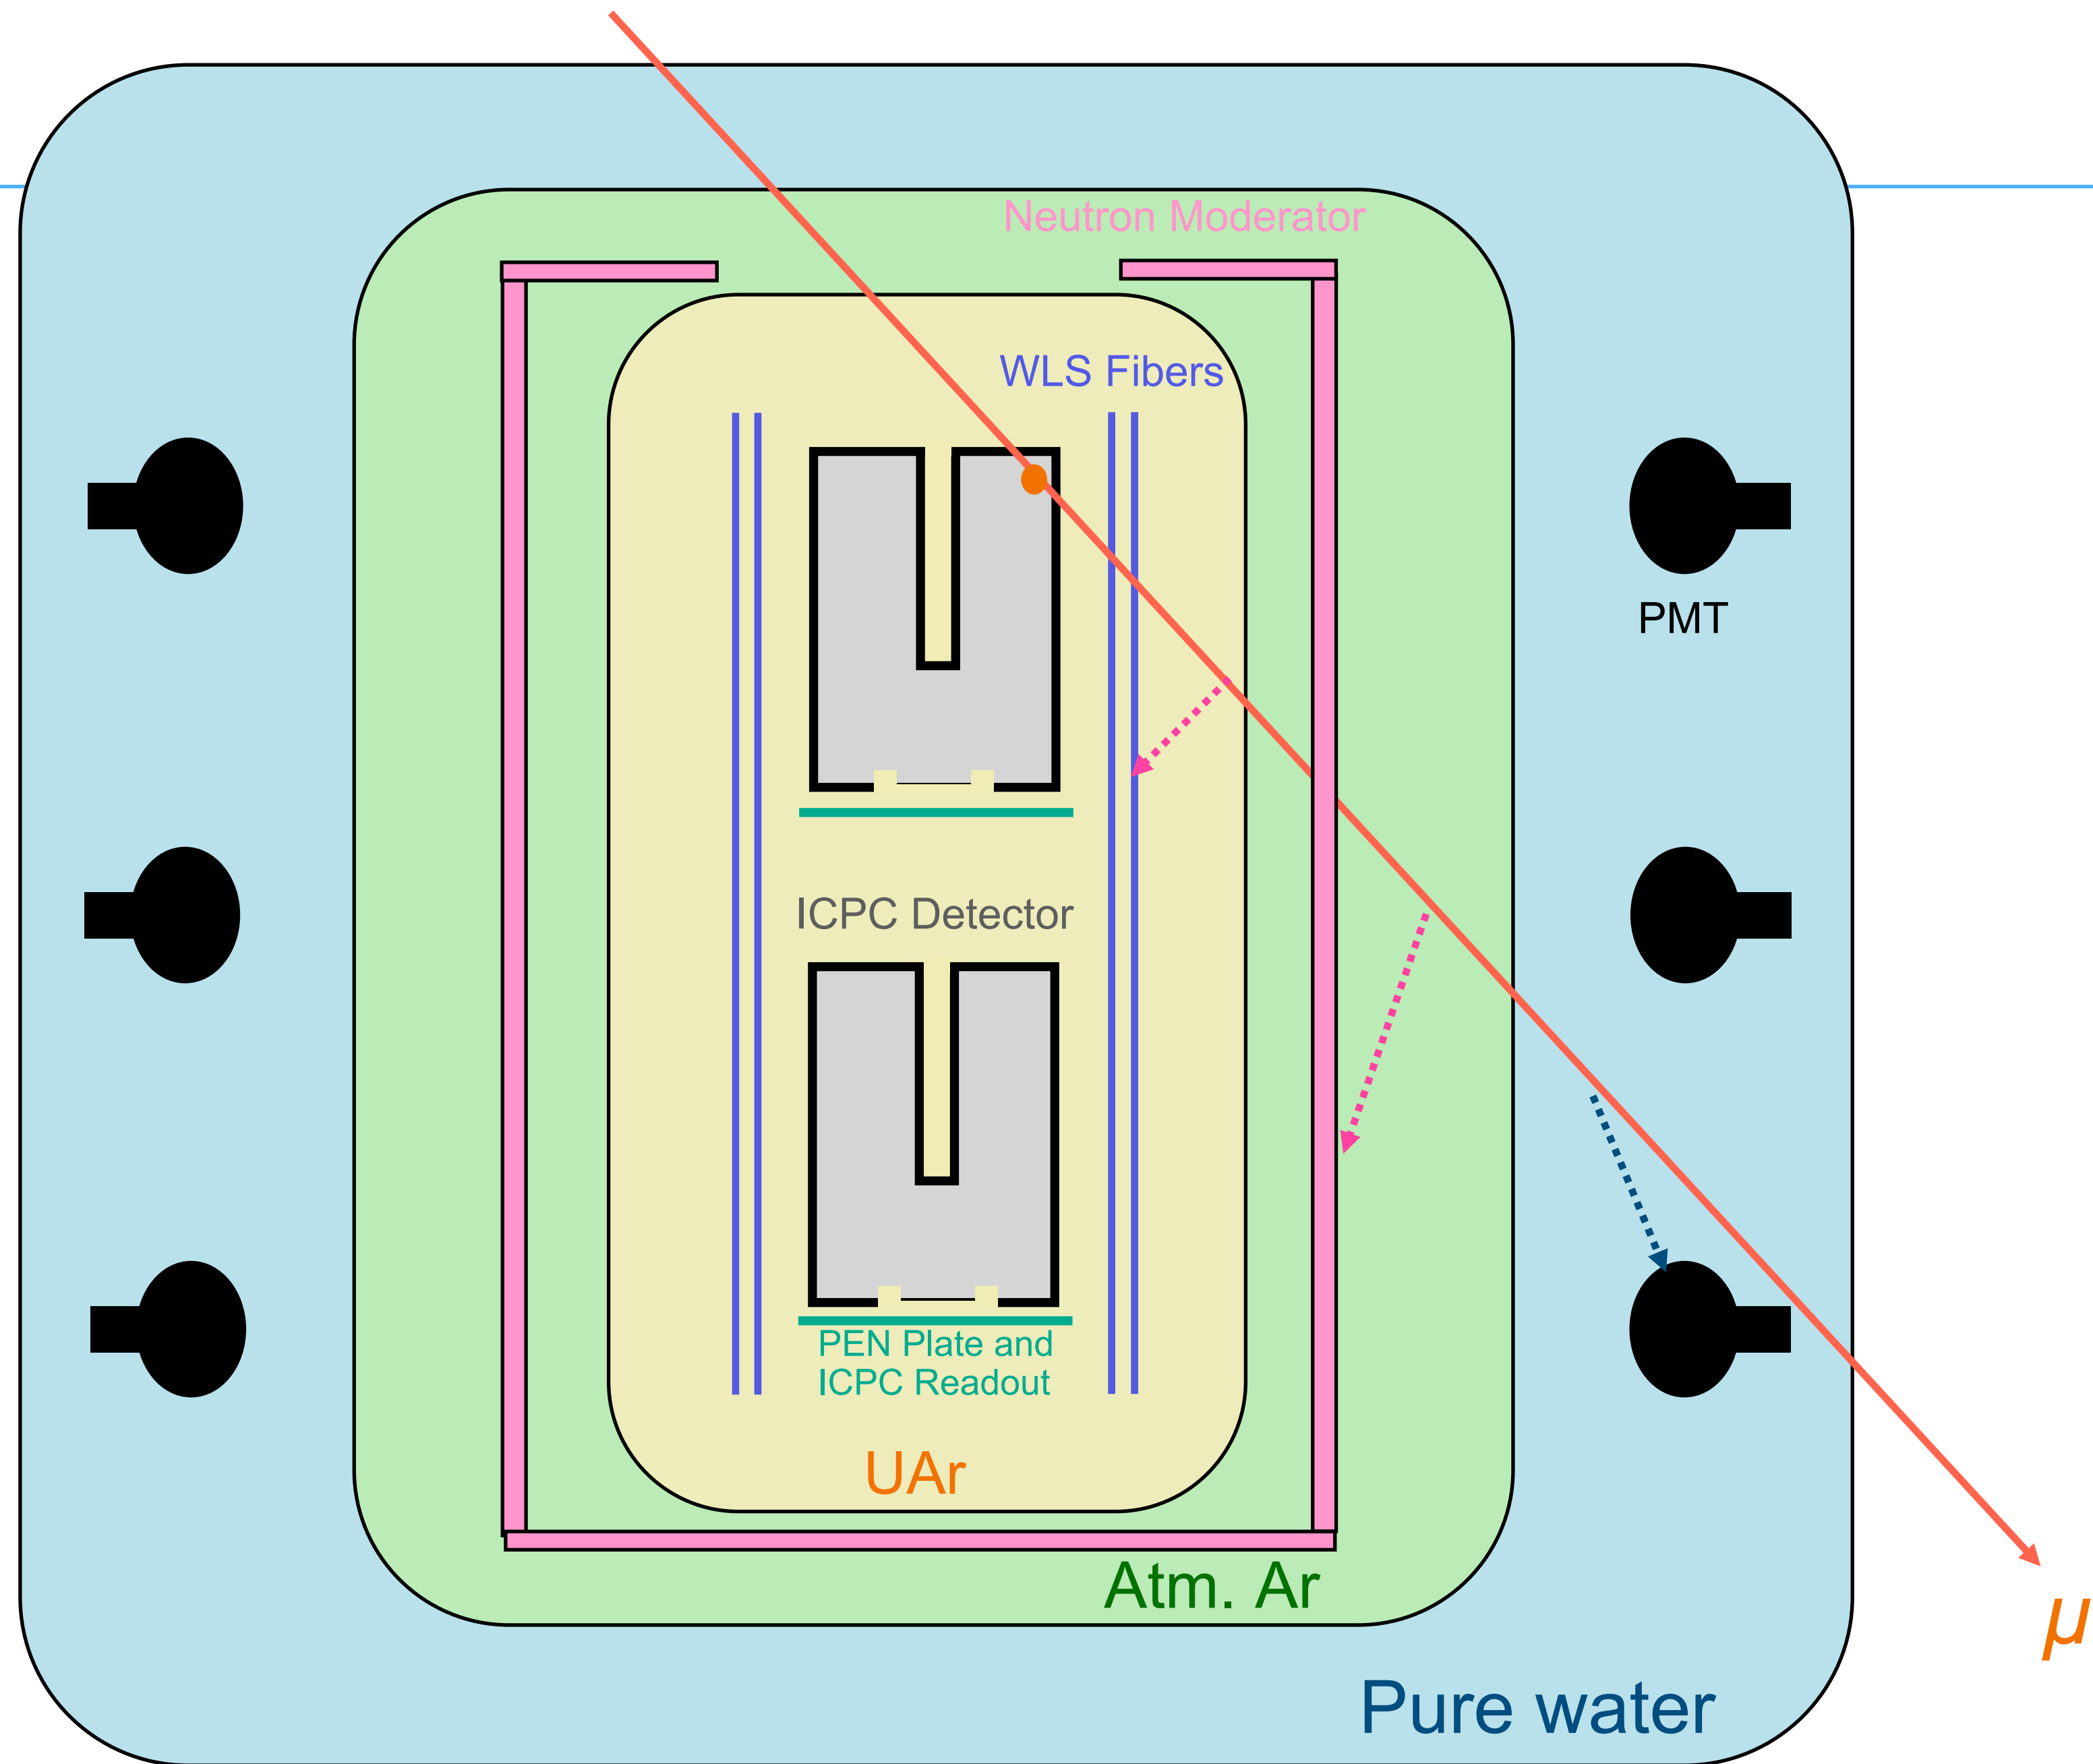 Neutron Moderator
WLS Fibers
PMT
ICPC Detector
PEN Plate and
ICPC Readout
UAr
Atm. Ar
μ
Pure water